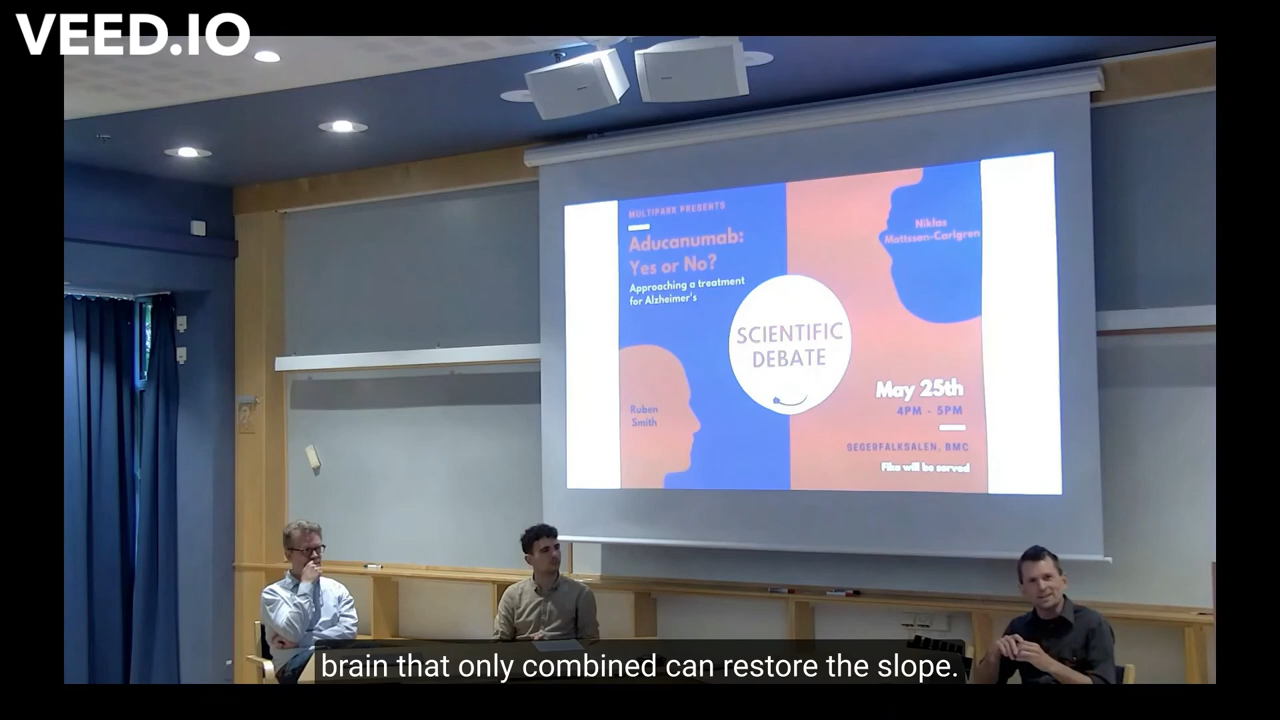 VEED.IO
MULTIPARK PRESENTS
Aducanumab:
Yes or No?
Approaching a treatment
for Alzheimer's
Niklas
Mattsson-Carlgren
SCIENTIFIC
DEBATE
Ruben
Smith
May 25th
4PM - 5PM
SEGERFALKSALEN, BMC
Fika will be served
brain that only combined can restore the slope.